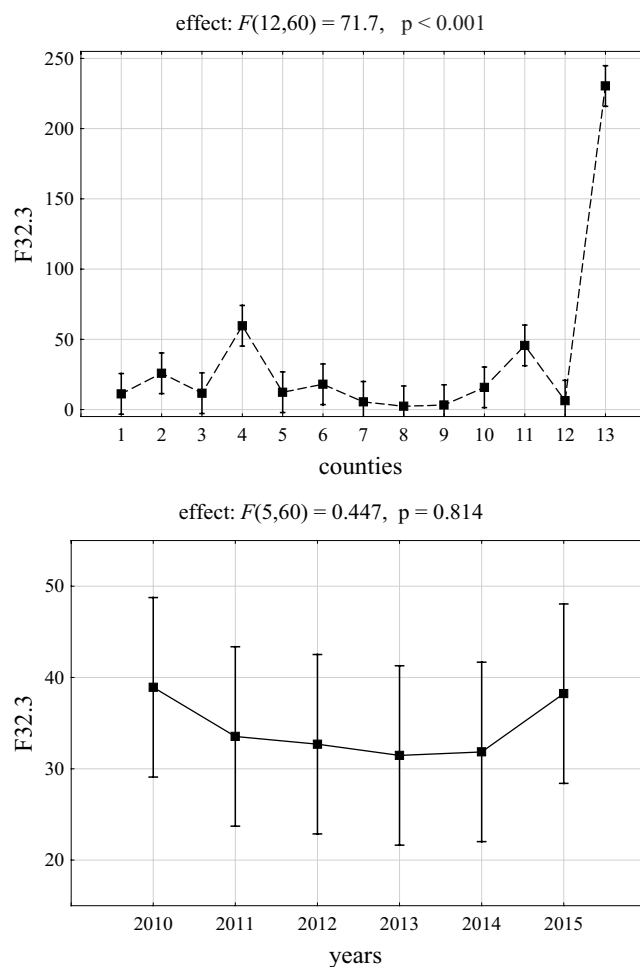 effect: F(12,60) = 71.7, p < 0.001
250
200
150
100
50
0
F32.3
1 2 3 4 5 6 7 8 9 10 11 12 13
counties
effect: F(5,60) = 0.447, p = 0.814
50
40
30
20
F32.3
2010 2011 2012 2013 2014 2015
years